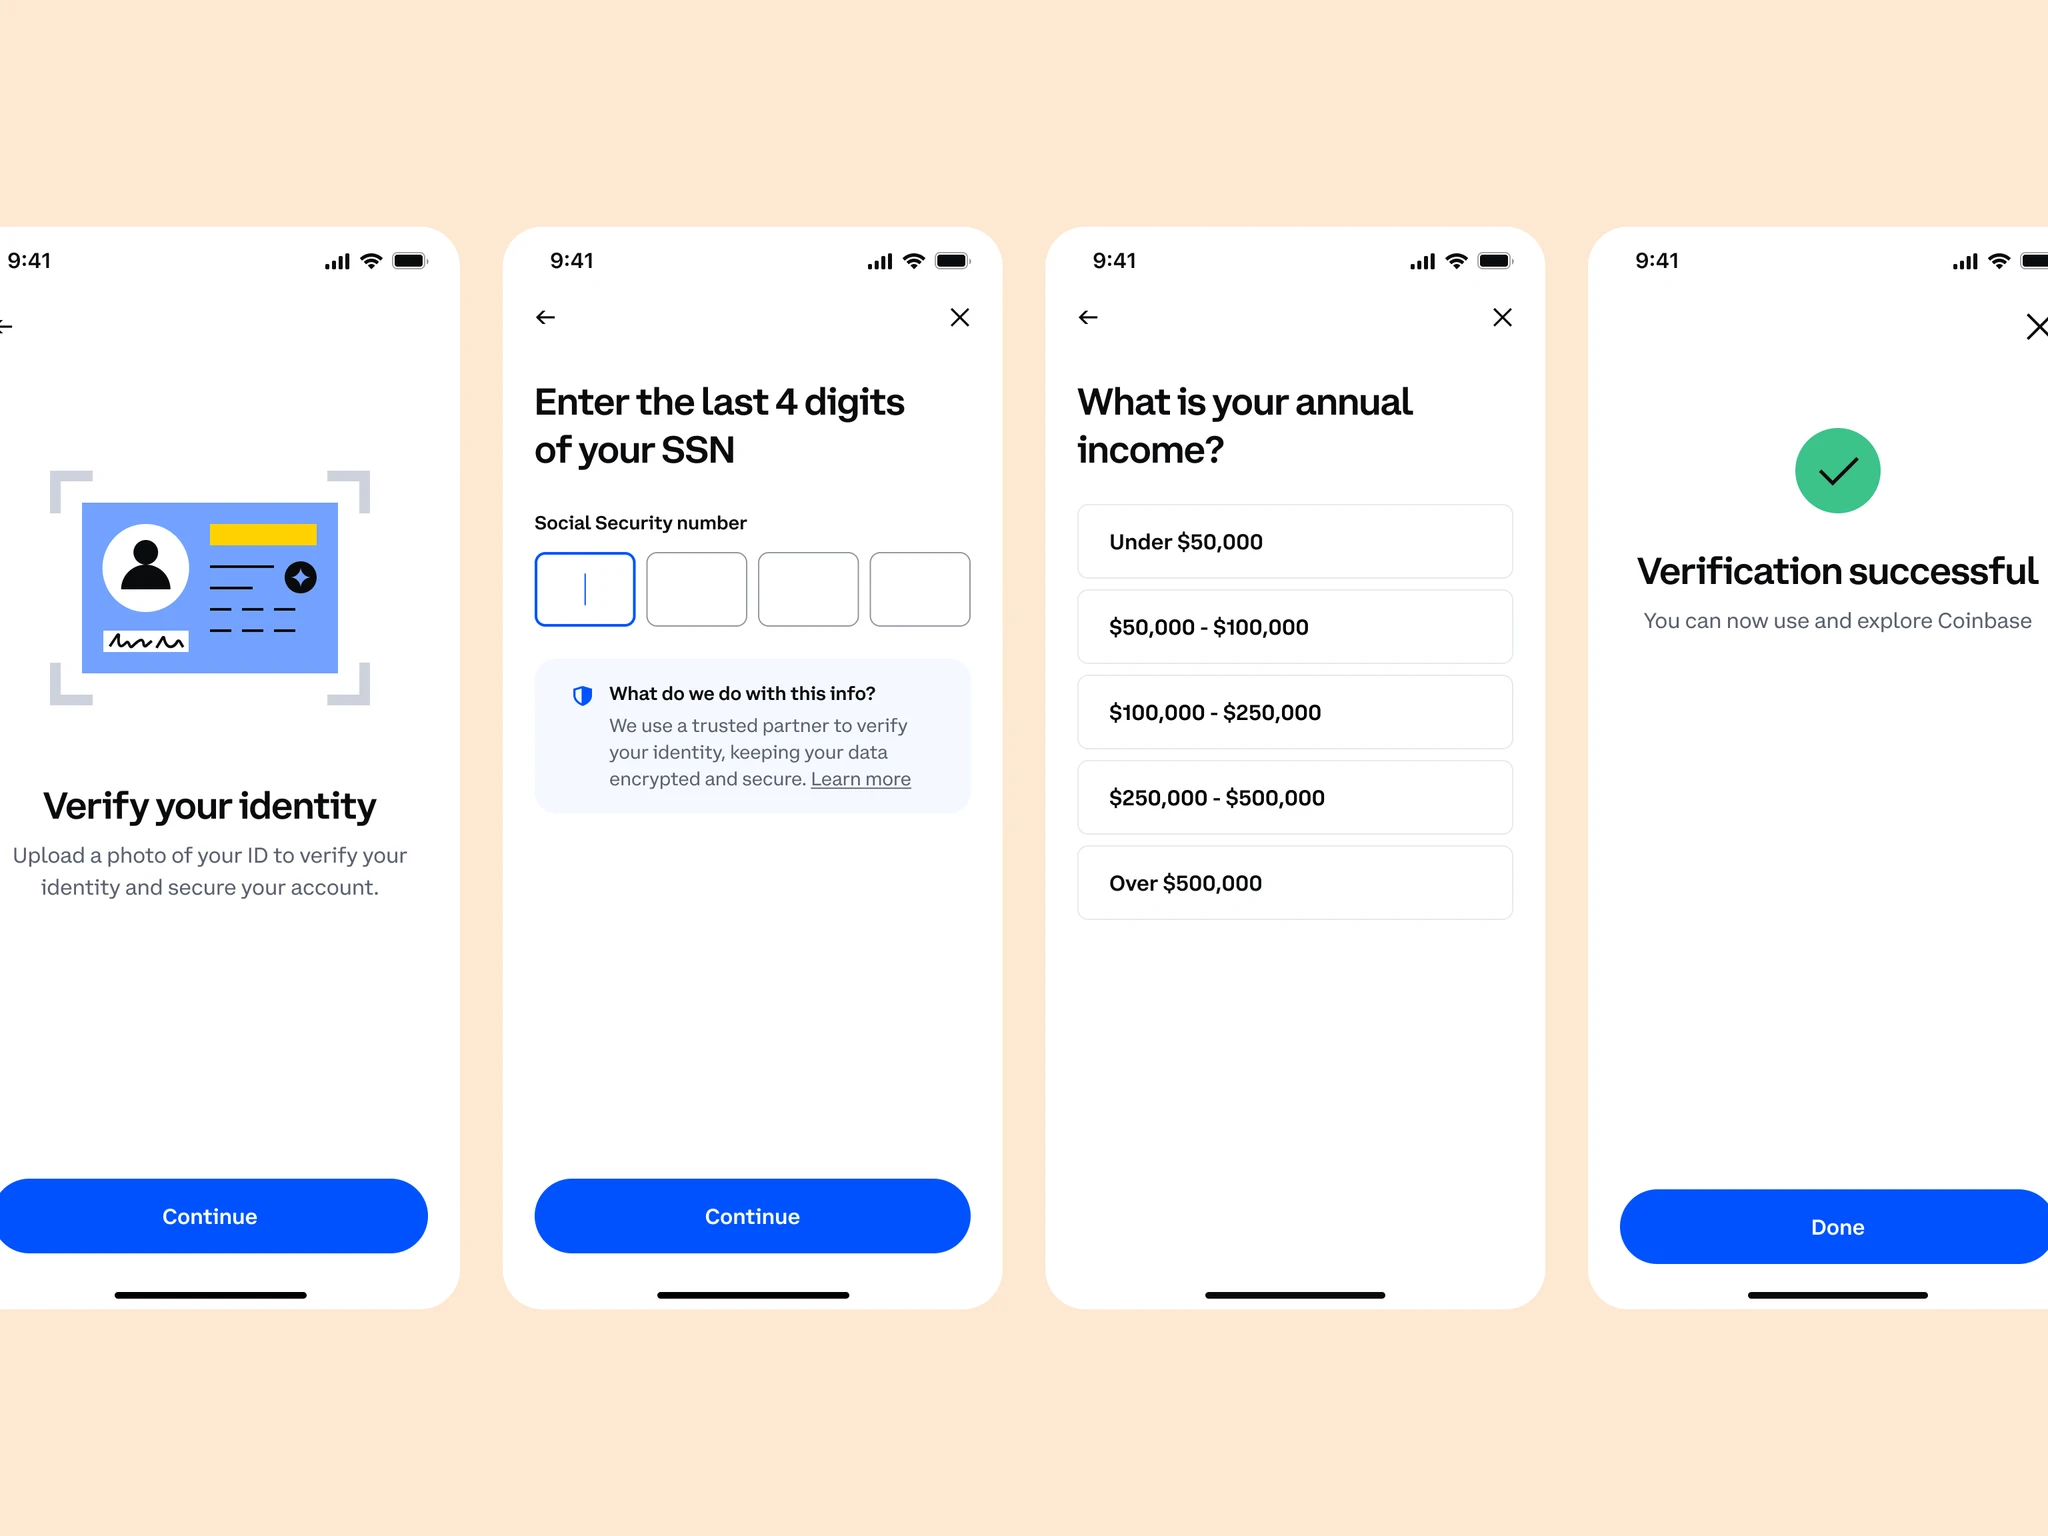 9:41
Verify your identity
Upload a photo of your ID to verify your
identity and secure your account.
Continue
9:41
Enter the last 4 digits
of your SSN
Social Security number
What do we do with this info?
We use a trusted partner to verify
your identity, keeping your data
encrypted and secure. Learn more
Continue
9:41
What is your annual
income?
Under $50,000
$50,000 - $100,000
$100,000 - $250,000
$250,000 - $500,000
Over $500,000
9:41
Verification successful
You can now use and explore Coinbase
Done